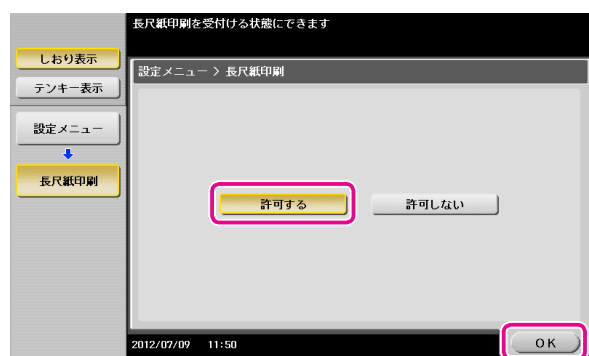 長尺紙印刷を受付ける状態にできます
しおり表示
テンキー表示
設定メニュー
長尺紙印刷
設定メニュー > 長尺紙印刷
許可する
許可しない
2012/07/09 11:50
OK